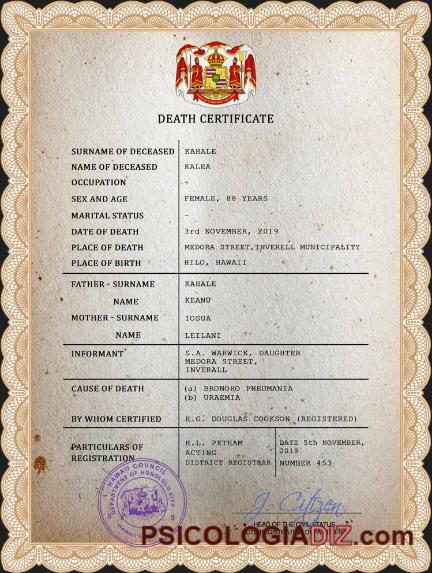 DEATH CERTIFICATE
SURNAME OF DECEASED KAHALE
NAME OF DECEASED KALEA
OCCUPATION –
SEX AND AGE FEMALE, 88 YEARS
MARITAL STATUS –
DATE OF DEATH 3rd NOVEMBER, 2019
PLACE OF DEATH MEDORA STREET,INVERELL MUNICIPALITY
PLACE OF BIRTH HILO, HAWAII
FATHER - SURNAME KAHALE
NAME KEANU
MOTHER - SURNAME IOSUA
NAME LEILANI
INFORMANT S.A. WARWICK, DAUGHTER
MEDORA STREET,
INVERALL
CAUSE OF DEATH (a) BRONORO PNEUMANIA
(b) URAEMIA
BY WHOM CERTIFIED H.G. DOUGLAS COOKSON (REGISTERED)
PARTICULARS OF
REGISTRATION
R.L. PETHAM
ACTING
DISTRICT REGISTRAR
DATE 5th NOVEMBER,
2019
NUMBER 453
HAWAII COUNCIL
DEPARTMENT OF HONOLULU CITY
J. Citizen
HEAD OF THE CIVIL STATUS
PSICOLOGIADIZ.com